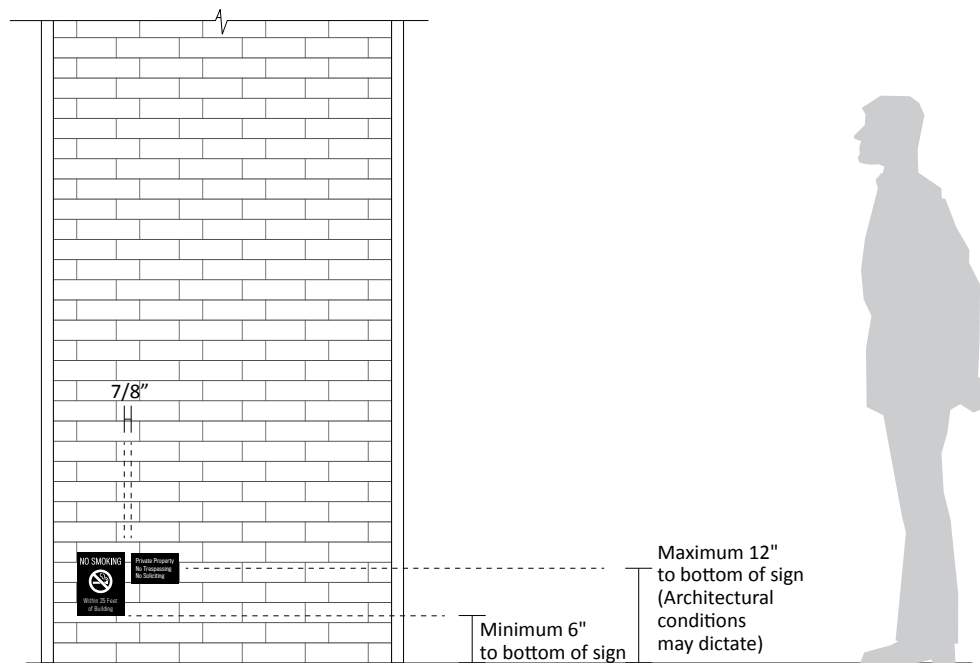 7/8”
NO SMOKING
Within 25 Feet
of Building
Private Property
No Trespassing
No Soliciting
Maximum 12"
to bottom of sign
(Architectural
conditions
may dictate)
Minimum 6"
to bottom of sign